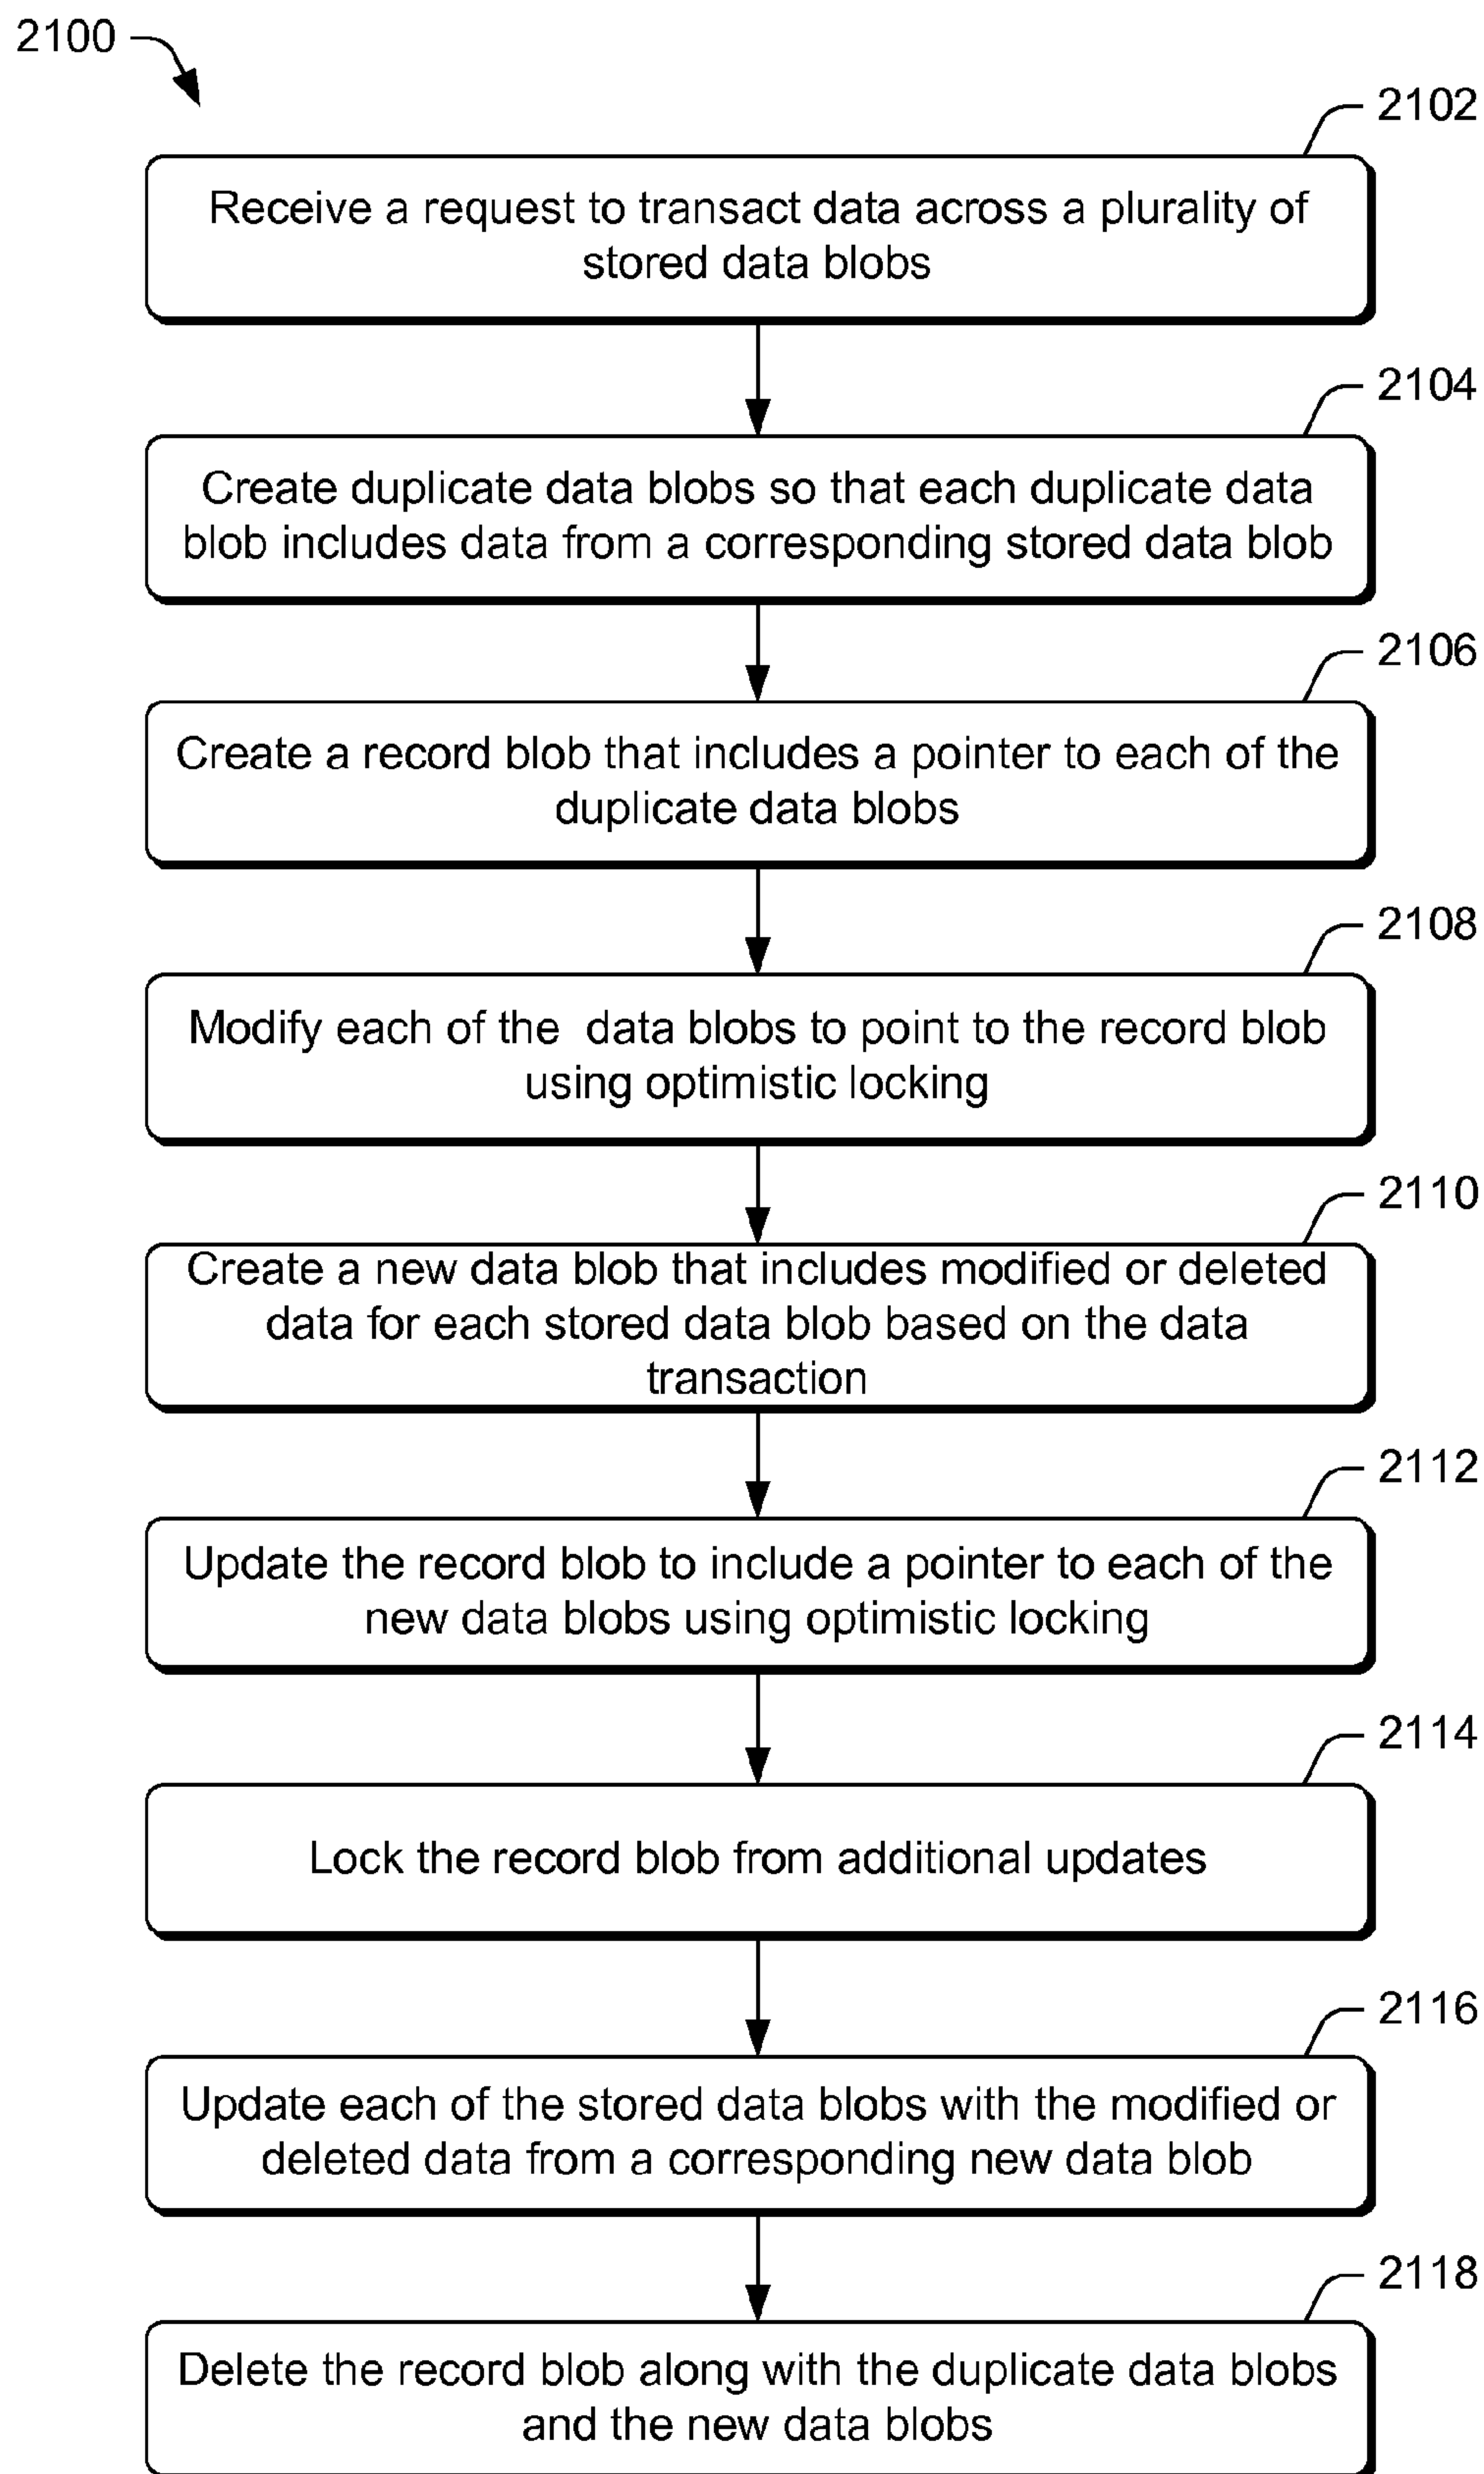 2100
2102
Receive a request to transact data across a plurality of
stored data blobs
2104
Create duplicate data blobs so that each duplicate data
blob includes data from a corresponding stored data blob
2106
Create a record blob that includes a pointer to each of the
duplicate data blobs
2108
Modify each of the data blobs to point to the record blob
using optimistic locking
2110
Create a new data blob that includes modified or deleted
data for each stored data blob based on the data
transaction
2112
Update the record blob to include a pointer to each of the
new data blobs using optimistic locking
2114
Lock the record blob from additional updates
2116
Update each of the stored data blobs with the modified or
deleted data from a corresponding new data blob
2118
Delete the record blob along with the duplicate data blobs
and the new data blobs